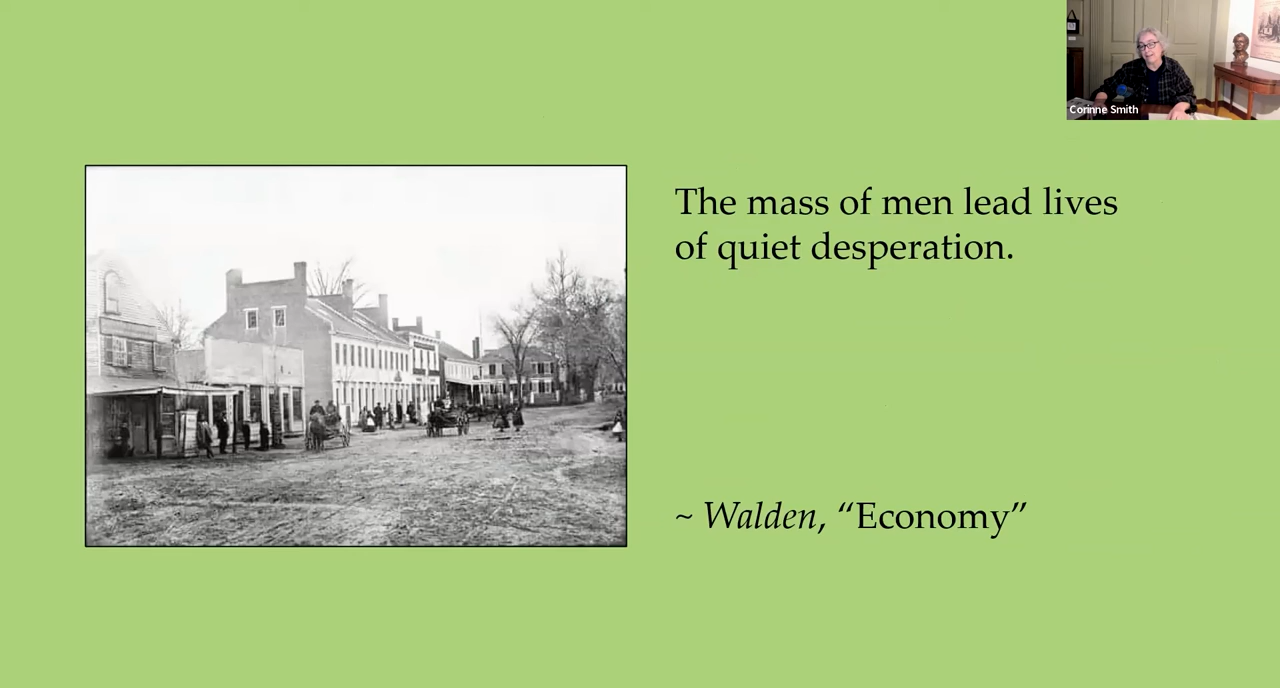 Corinne Smith
The mass of men lead lives
of quiet desperation.
~ Walden, “Economy”